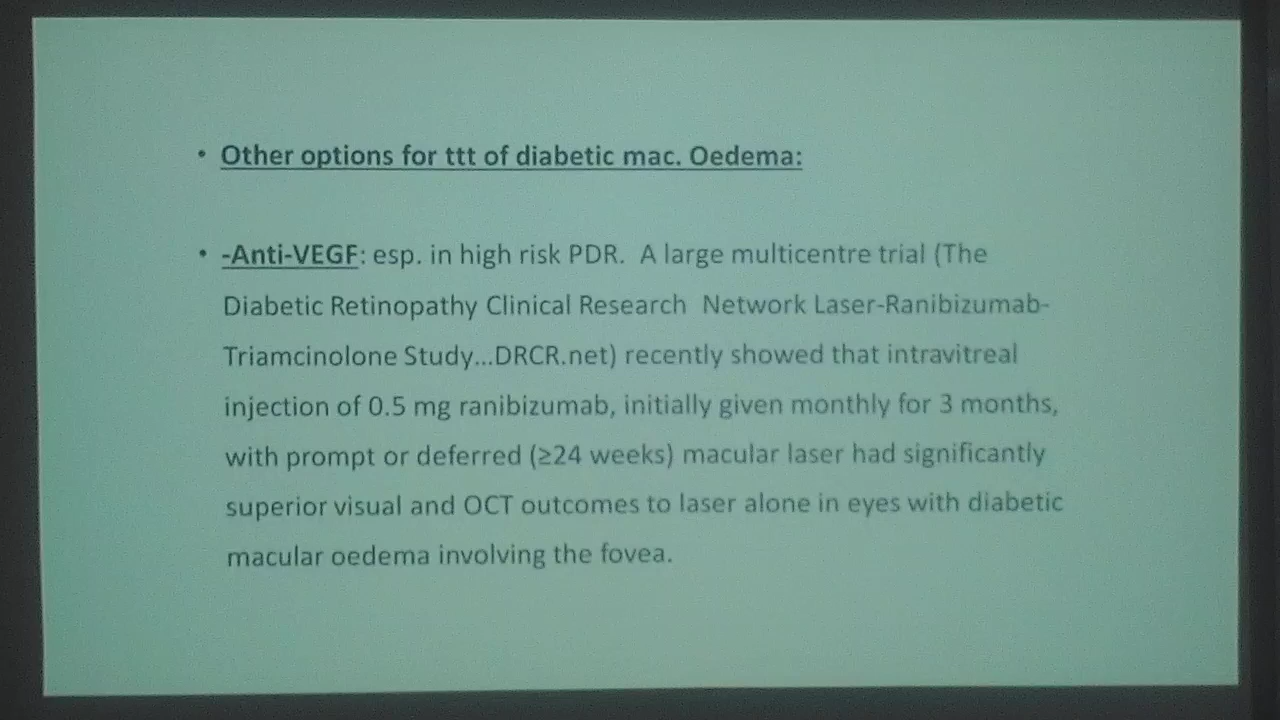 • Other options for ttt of diabetic mac. Oedema:
• -Anti-VEGF: esp. in high risk PDR.  A large multicentre trial (The
Diabetic Retinopathy Clinical Research  Network Laser-Ranibizumab-
Triamcinolone Study...DRCR.net) recently showed that intravitreal
injection of 0.5 mg ranibizumab, initially given monthly for 3 months,
with prompt or deferred (≥24 weeks) macular laser had significantly
superior visual and OCT outcomes to laser alone in eyes with diabetic
macular oedema involving the fovea.